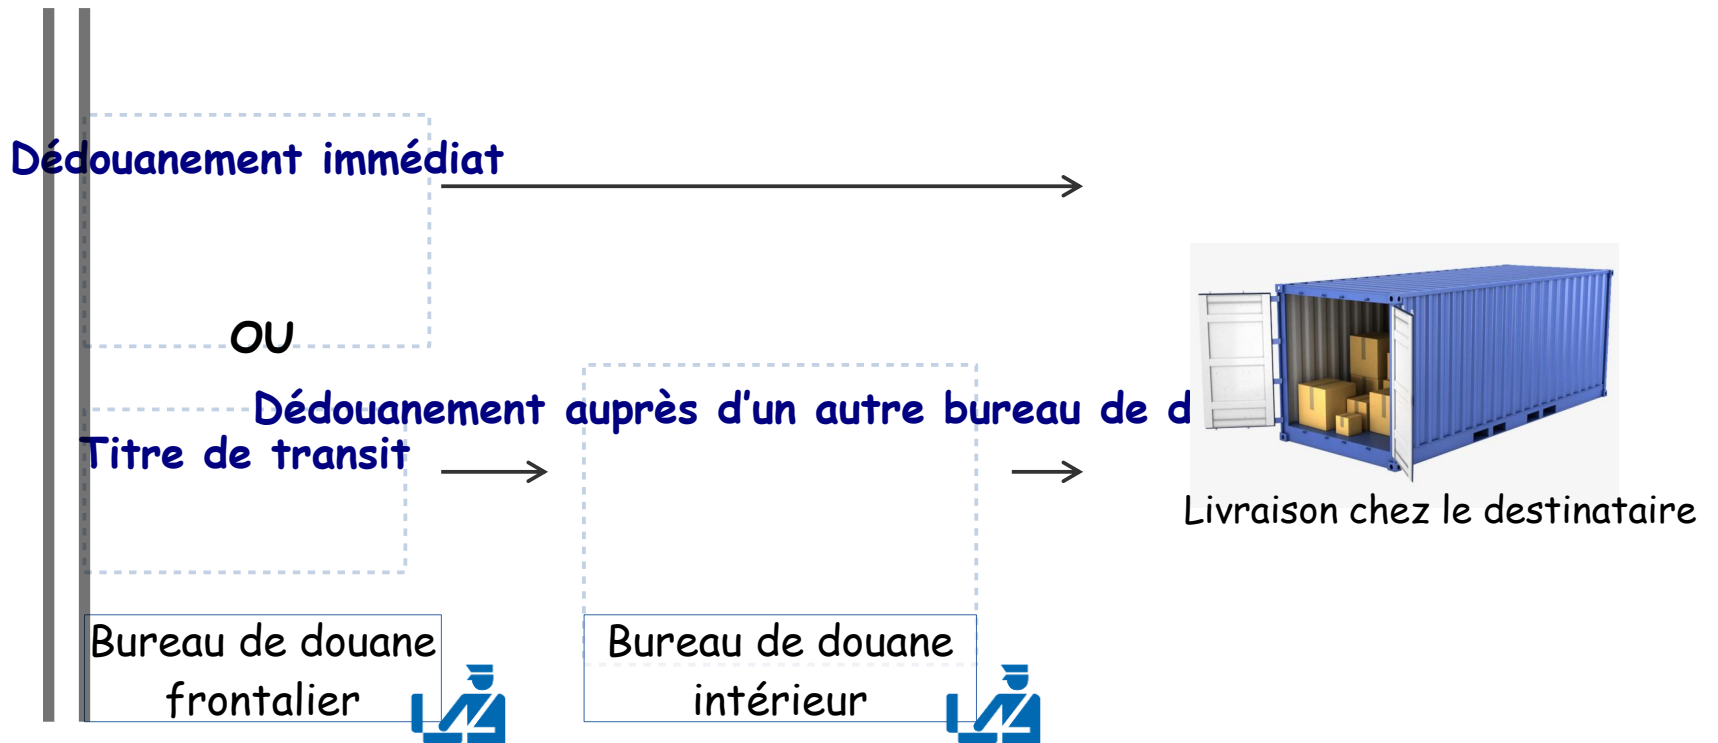 Dédouanement immédiat
OU
Dédouanement auprès d’un autre bureau de d
Titre de transit
Livraison chez le destinataire
Bureau de douane
frontalier
Bureau de douane
intérieur